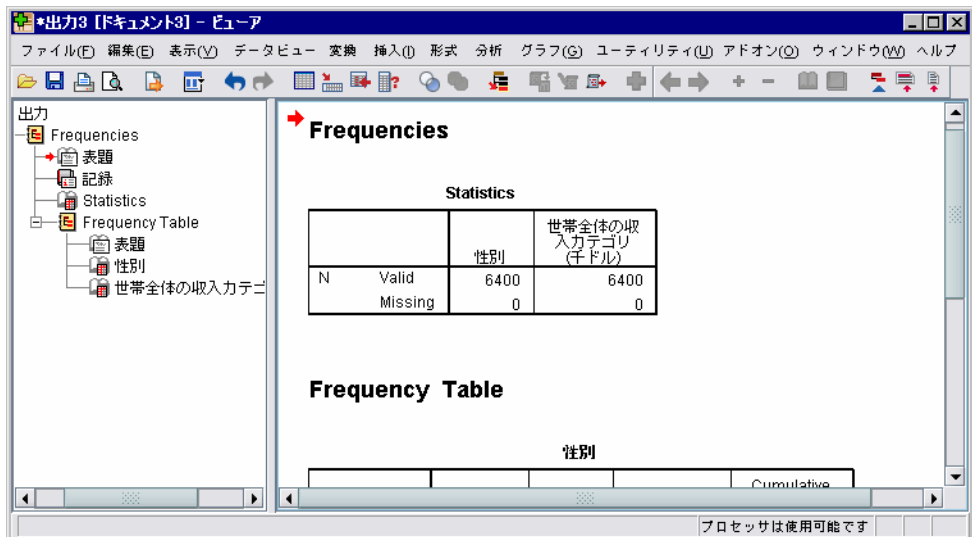 *出力3 [ドキュメント3] - ビューア
ファイル(F) 編集(E) 表示(V) データビュー 変換 挿入(I) 形式 分析 グラフ(G) ユーティリティ(U) アドオン(O) ウィンドウ(W) ヘルプ
出力
Frequencies
表題
記録
Statistics
Frequency Table
表題
性別
世帯全体の収入カテゴ
Frequencies
Statistics
性別
世帯全体の収
入カテゴリ
(千ドル)
N Valid 6400 6400
Missing 0 0
Frequency Table
性別
Cumulative
プロセッサは使用可能です